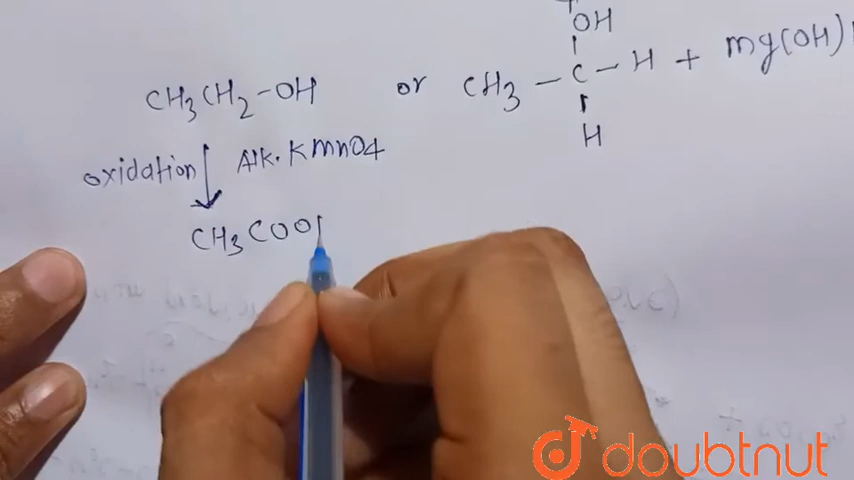 OH
CH3CH2-OH or CH3 - C - H + Mg(OH)
H
oxidation Alk. KMnO4
CH3COO
doubtnut